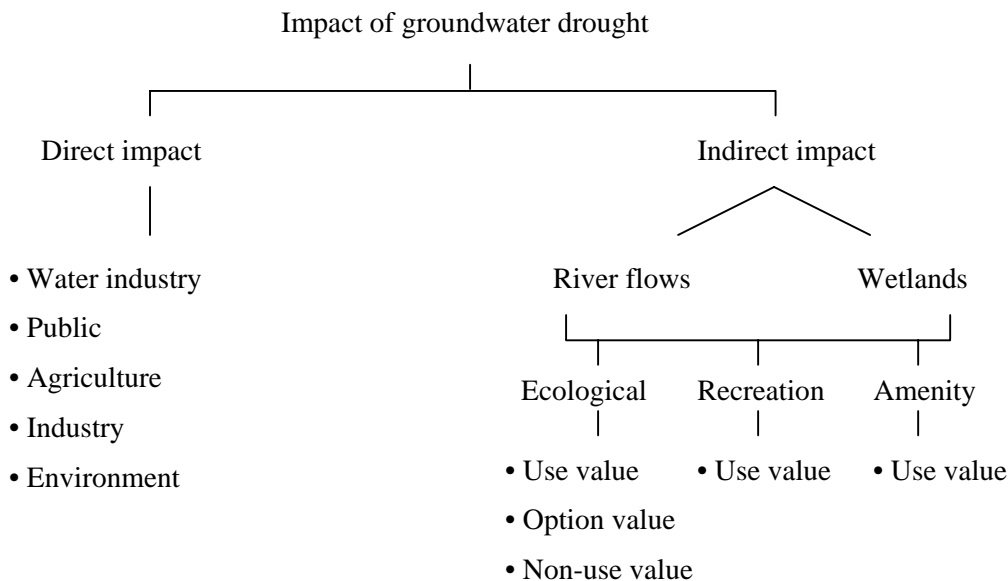 Impact of groundwater drought
Direct impact
Indirect impact
• Water industry
• Public
• Agriculture
• Industry
• Environment
River flows
Wetlands
Ecological
Recreation
Amenity
• Use value
• Option value
• Non-use value
• Use value
• Use value